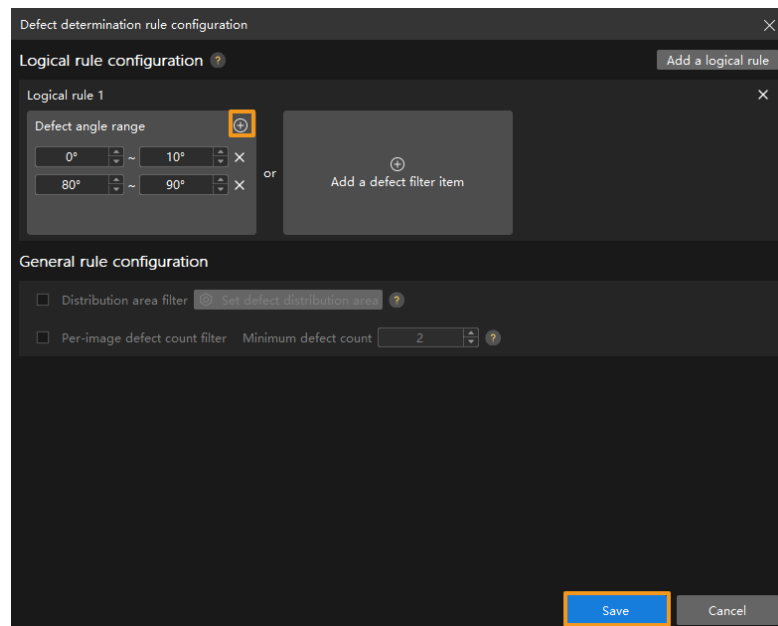 Defect determination rule configuration
Logical rule configuration ?
Add a logical rule
Logical rule 1
Defect angle range
0° ~ 10°
80° ~ 90°
or
Add a defect filter item
General rule configuration
Distribution area filter Set defect distribution area ?
Per-image defect count filter Minimum defect count 2 ?
Save Cancel